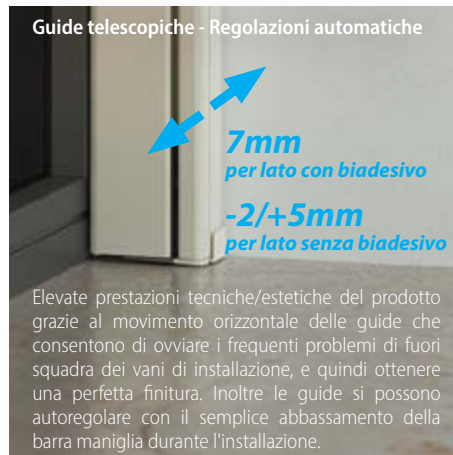 Guide telescopiche - Regolazioni automatiche
7mm
per lato con biadesivo
-2/+5mm
per lato senza biadesivo
Elevate prestazioni tecniche/estetiche del prodotto
grazie al movimento orizzontale delle guide che
consentono di ovviare i frequenti problemi di fuori
squadra dei vani di installazione, e quindi ottenere
una perfetta finitura. Inoltre le guide si possono
autoregolare con il semplice abbassamento della
barra maniglia durante l'installazione.